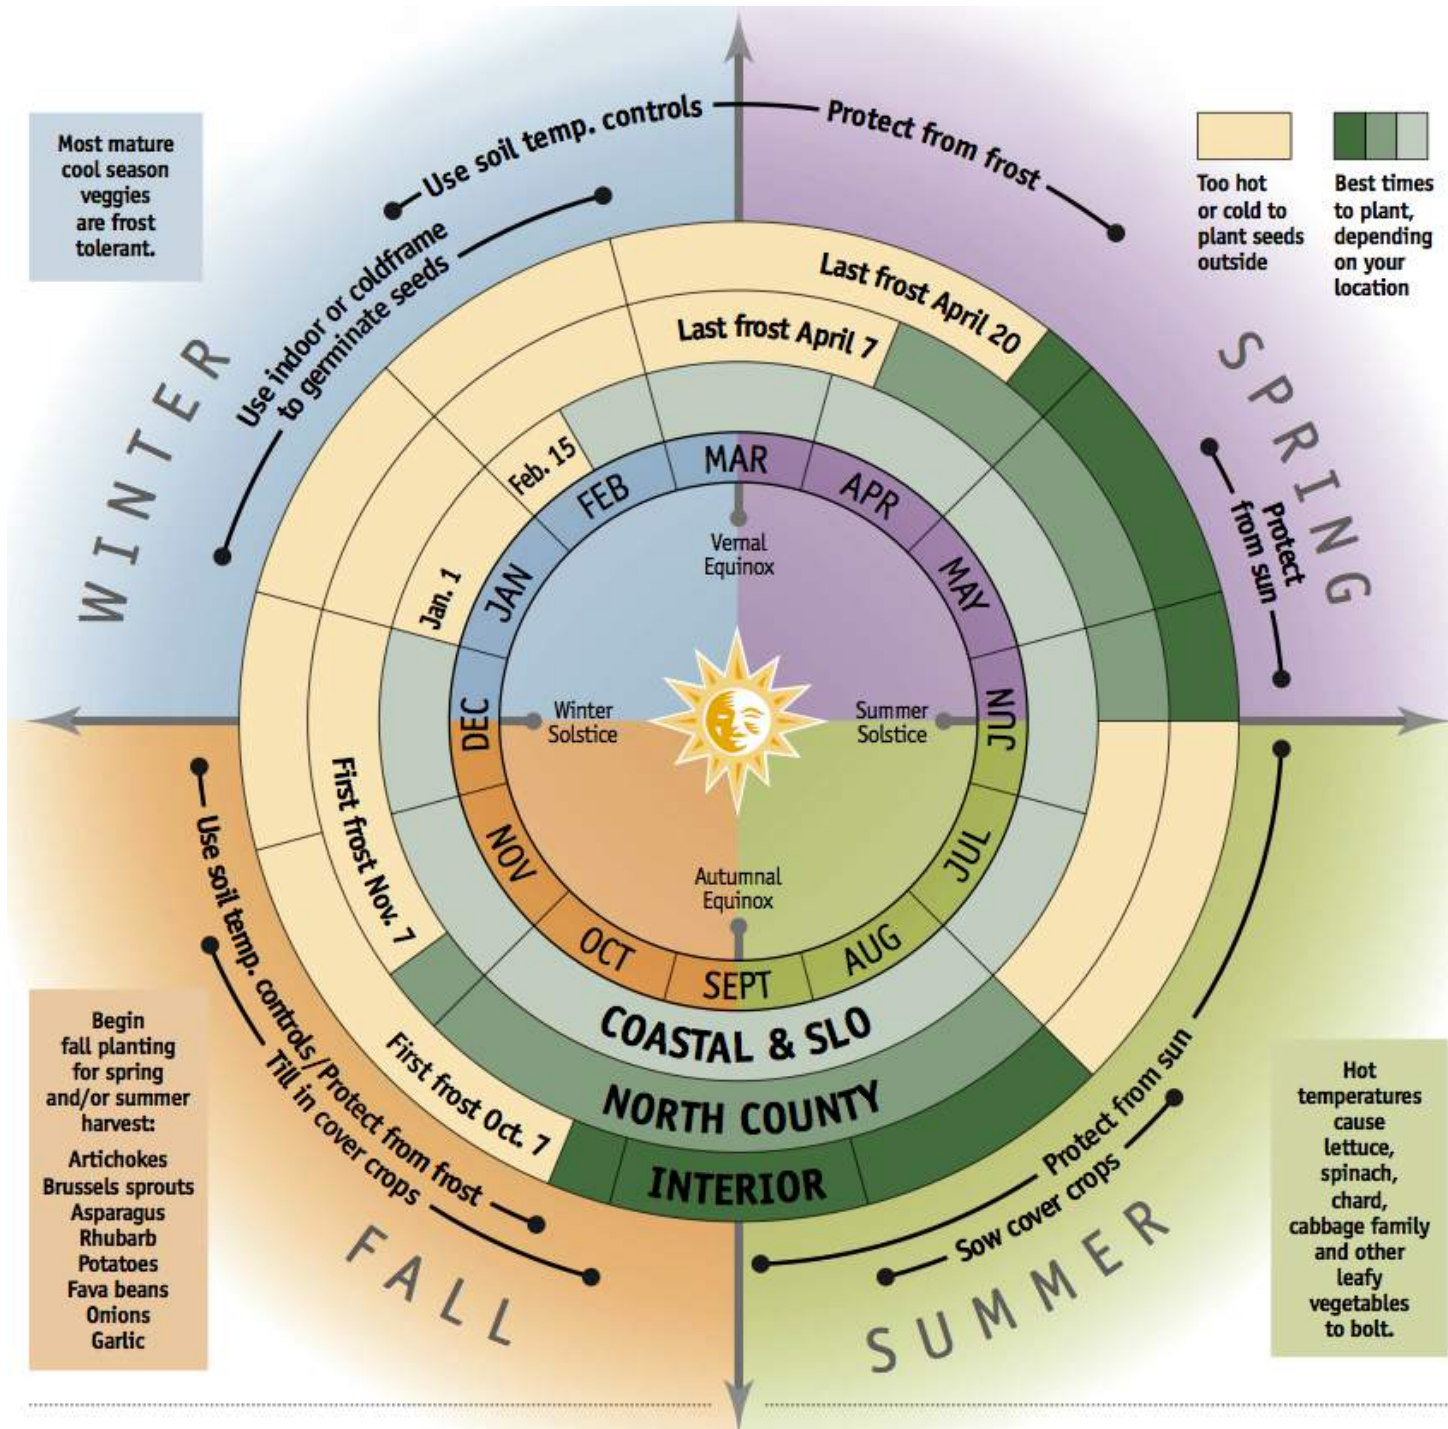 Most mature
cool season
veggies
are frost
tolerant.
Use soil temp. controls
Protect from frost
Too hot
or cold to
plant seeds
outside
Best times
to plant,
depending
on your
location
Use indoor or coldframe
to germinate seeds
WINTER
SPRING
Last frost April 20
Last frost April 7
Feb. 15
Jan. 1
Protect
from sun
JAN
FEB
MAR
APR
MAY
JUN
JUL
AUG
SEPT
OCT
NOV
DEC
Vernal
Equinox
Winter
Solstice
Summer
Solstice
Autumnal
Equinox
First frost Nov. 7
First frost Oct. 7
COASTAL & SLO
NORTH COUNTY
INTERIOR
Use soil temp. controls/Protect from frost
Till in cover crops
Protect from sun
Sow cover crops
FALL
SUMMER
Begin
fall planting
for spring
and/or summer
harvest:
Artichokes
Brussels sprouts
Asparagus
Rhubarb
Potatoes
Fava beans
Onions
Garlic
Hot
temperatures
cause
lettuce,
spinach,
chard,
cabbage family
and other
leafy
vegetables
to bolt.